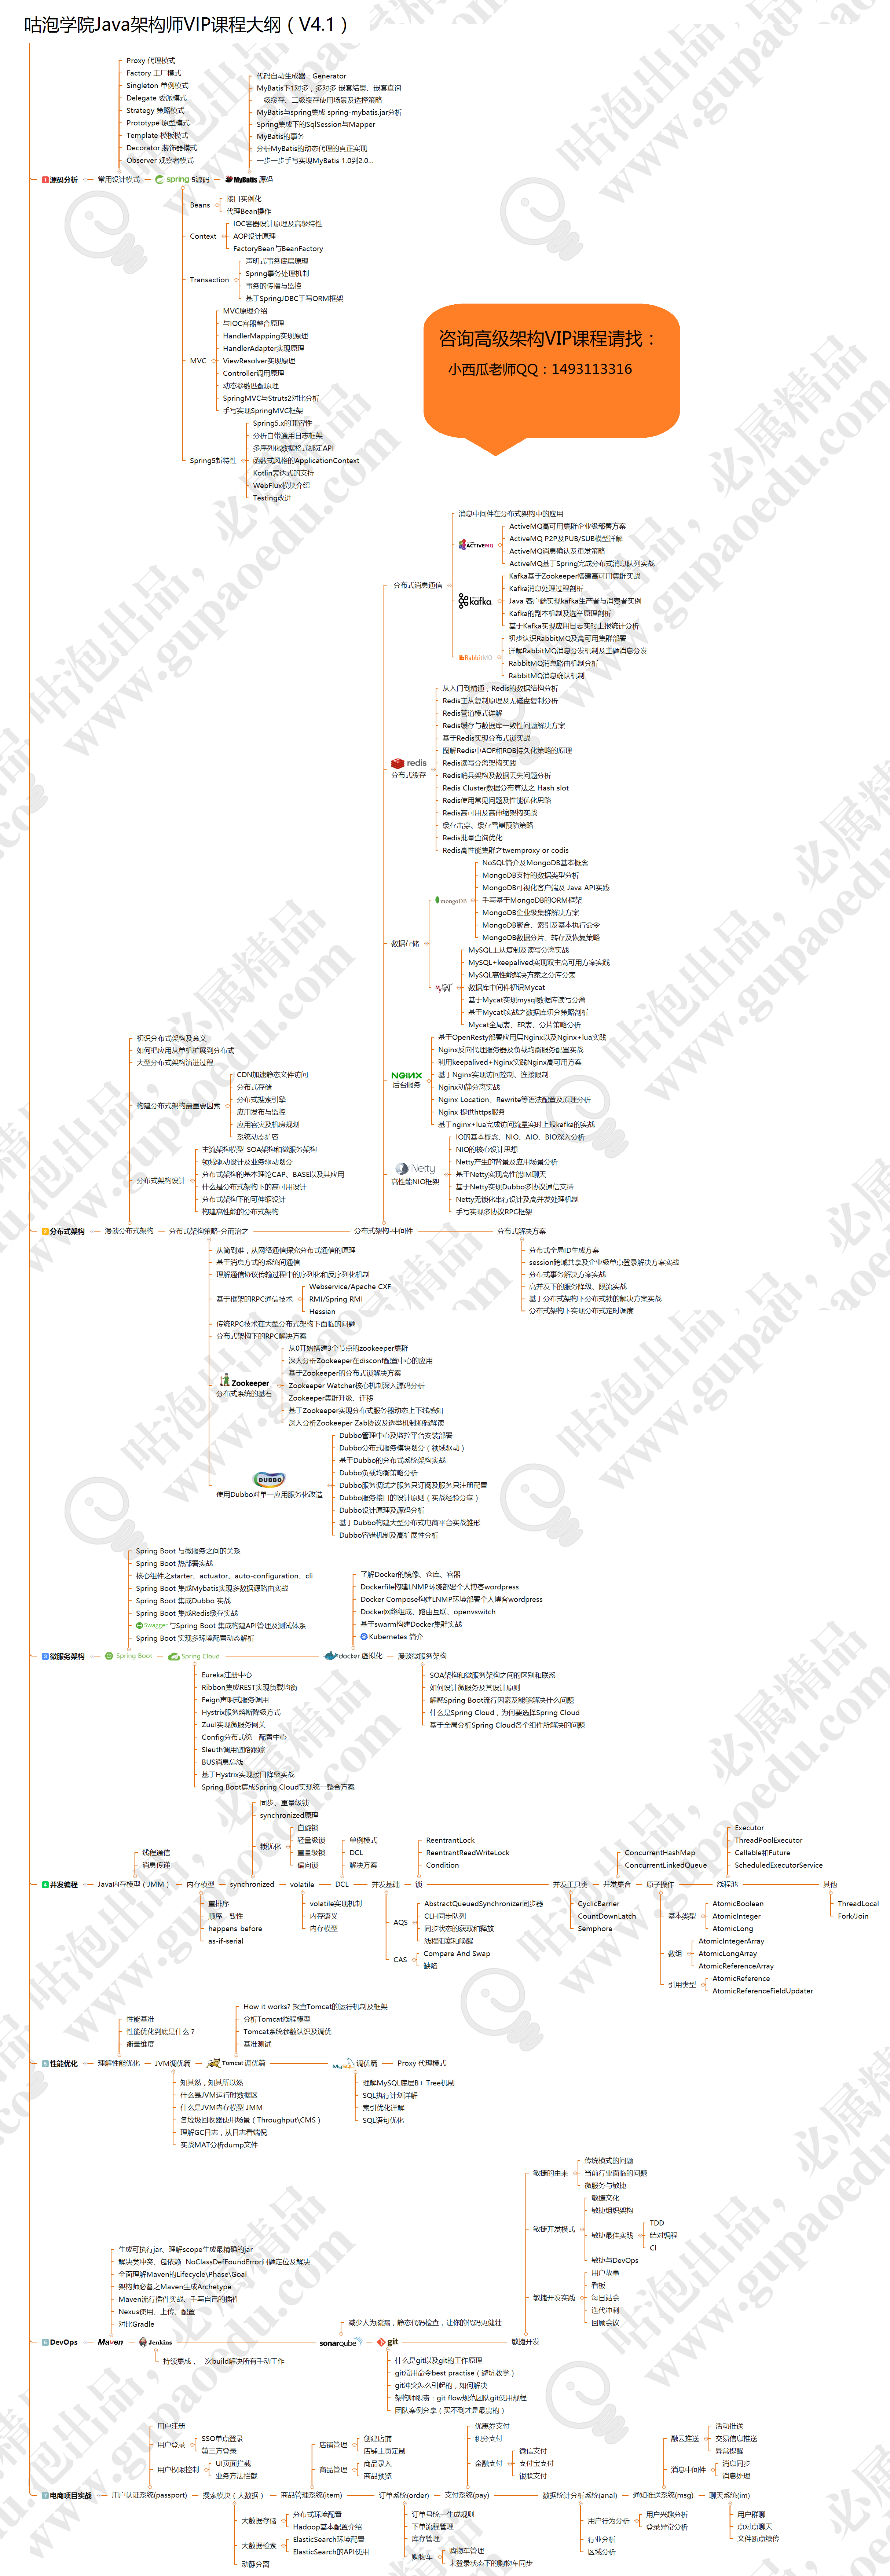 咕泡学院Java架构师VIP课程大纲（V4.1）
Proxy 代理模式
Factory 工厂模式
Singleton 单例模式
Delegate 委派模式
Strategy 策略模式
Prototype 原型模式
Template 模板模式
Decorator 装饰器模式
Observer 观察者模式
代码自动生成器：Generator
MyBatis下1对多，多对多 嵌套结果、嵌套查询
一级缓存、二级缓存使用场景及选择策略
MyBatis与spring集成 spring-mybatis.jar分析
Spring集成下的SqlSession与Mapper
MyBatis的事务
分析MyBatis的动态代理的真正实现
一步一步手写实现MyBatis 1.0到2.0...
1 源码分析
常用设计模式
spring 5源码
MyBatis 源码
Beans
接口实例化
代理Bean操作
Context
IOC容器设计原理及高级特性
AOP设计原理
FactoryBean与BeanFactory
Transaction
声明式事务底层原理
Spring事务处理机制
事务的传播与监控
基于SpringJDBC手写ORM框架
MVC
MVC原理介绍
与IOC容器整合原理
HandlerMapping实现原理
HandlerAdapter实现原理
ViewResolver实现原理
Controller调用原理
动态参数匹配原理
SpringMVC与Struts2对比分析
手写实现SpringMVC框架
Spring5新特性
Spring5.x的兼容性
分析自带通用日志框架
多序列化数据格式绑定API
函数式风格的ApplicationContext
Kotlin表达式的支持
WebFlux模块介绍
Testing改进
咨询高级架构VIP课程请找：
小西瓜老师QQ：1493113316
分布式消息通信
消息中间件在分布式架构中的应用
ACTIVEMQ
ActiveMQ高可用集群企业级部署方案
ActiveMQ P2P及PUB/SUB模型详解
ActiveMQ消息确认及重发策略
ActiveMQ基于Spring完成分布式消息队列实战
kafka
Kafka基于Zookeeper搭建高可用集群实战
Kafka消息处理过程剖析
Java 客户端实现kafka生产者与消费者实例
Kafka的副本机制及选举原理剖析
基于Kafka实现应用日志实时上报统计分析
RabbitMQ
初步认识RabbitMQ及高可用集群部署
详解RabbitMQ消息分发机制及主题消息分发
RabbitMQ消息路由机制分析
RabbitMQ消息确认机制
redis
分布式缓存
从入门到精通，Redis的数据结构分析
Redis主从复制原理及无磁盘复制分析
Redis管道模式详解
Redis缓存与数据库一致性问题解决方案
基于Redis实现分布式锁实战
图解Redis中AOF和RDB持久化策略的原理
Redis读写分离架构实践
Redis哨兵架构及数据丢失问题分析
Redis Cluster数据分布算法之 Hash slot
Redis使用常见问题及性能优化思路
Redis高可用及高伸缩架构实战
缓存击穿、缓存雪崩预防策略
Redis批量查询优化
Redis高性能集群之twemproxy or codis
数据存储
mongoDB
NoSQL简介及MongoDB基本概念
MongoDB支持的数据类型分析
MongoDB可视化客户端及 Java API实践
手写基于MongoDB的ORM框架
MongoDB企业级集群解决方案
MongoDB聚合、索引及基本执行命令
MongoDB数据分片、转存及恢复策略
MySQL主从复制及读写分离实战
MySQL+keepalived实现双主高可用方案实践
MySQL高性能解决方案之分库分表
数据库中间件初识Mycat
基于Mycat实现mysql数据库读写分离
基于Mycatl实战之数据库切分策略剖析
Mycat全局表、ER表、分片策略分析
NGINX
后台服务
基于OpenResty部署应用层Nginx以及Nginx+lua实践
Nginx反向代理服务器及负载均衡服务配置实战
利用keepalived+Nginx实践Nginx高可用方案
基于Nginx实现访问控制、连接限制
Nginx动静分离实战
Nginx Location、Rewrite等语法配置及原理分析
Nginx 提供https服务
基于nginx+lua完成访问流量实时上报kafka的实战
Netty
高性能NIO框架
IO的基本概念、NIO、AIO、BIO深入分析
NIO的核心设计思想
Netty产生的背景及应用场景分析
基于Netty实现高性能IM聊天
基于Netty实现Dubbo多协议通信支持
Netty无锁化串行设计及高并发处理机制
手写实现多协议RPC框架
初识分布式架构及意义
如何把应用从单机扩展到分布式
大型分布式架构演进过程
构建分布式架构最重要因素
CDN加速静态文件访问
分布式存储
分布式搜索引擎
应用发布与监控
应用容灾及机房规划
系统动态扩容
分布式架构设计
主流架构模型-SOA架构和微服务架构
领域驱动设计及业务驱动划分
分布式架构的基本理论CAP、BASE以及其应用
什么是分布式架构下的高可用设计
分布式架构下的可伸缩设计
构建高性能的分布式架构
2 分布式架构
漫谈分布式架构
分布式架构策略-分而治之
分布式架构-中间件
分布式解决方案
从简到难，从网络通信探究分布式通信的原理
基于消息方式的系统间通信
理解通信协议传输过程中的序列化和反序列化机制
基于框架的RPC通信技术
Webservice/Apache CXF
RMI/Spring RMI
Hessian
传统RPC技术在大型分布式架构下面临的问题
分布式架构下的RPC解决方案
Zookeeper
分布式系统的基石
从0开始搭建3个节点的zookeeper集群
深入分析Zookeeper在disconf配置中心的应用
基于Zookeeper的分布式锁解决方案
Zookeeper Watcher核心机制深入源码分析
Zookeeper集群升级、迁移
基于Zookeeper实现分布式服务器动态上下线感知
深入分析Zookeeper Zab协议及选举机制源码解读
DUBBO
使用Dubbo对单一应用服务化改造
Dubbo管理中心及监控平台安装部署
Dubbo分布式服务模块划分（领域驱动）
基于Dubbo的分布式系统架构实战
Dubbo负载均衡策略分析
Dubbo服务调试之服务只订阅及服务只注册配置
Dubbo服务接口的设计原则（实战经验分享）
Dubbo设计原理及源码分析
基于Dubbo构建大型分布式电商平台实战雏形
Dubbo容错机制及高扩展性分析
分布式全局ID生成方案
session跨域共享及企业级单点登录解决方案实战
分布式事务解决方案实战
高并发下的服务降级、限流实战
基于分布式架构下分布式锁的解决方案实战
分布式架构下实现分布式定时调度
Spring Boot 与微服务之间的关系
Spring Boot 热部署实战
核心组件之starter、actuator、auto-configuration、cli
Spring Boot 集成Mybatis实现多数据源路由实战
Spring Boot 集成Dubbo 实战
Spring Boot 集成Redis缓存实战
Swagger 与Spring Boot 集成构建API管理及测试体系
Spring Boot 实现多环境配置动态解析
了解Docker的镜像、仓库、容器
Dockerfile构建LNMP环境部署个人博客wordpress
Docker Compose构建LNMP环境部署个人博客wordpress
Docker网络组成、路由互联、openvswitch
基于swarm构建Docker集群实战
Kubernetes 简介
3 微服务架构
Spring Boot
Spring Cloud
docker 虚拟化
漫谈微服务架构
Eureka注册中心
Ribbon集成REST实现负载均衡
Feign声明式服务调用
Hystrix服务熔断降级方式
Zuul实现微服务网关
Config分布式统一配置中心
Sleuth调用链路跟踪
BUS消息总线
基于Hystrix实现接口降级实战
Spring Boot集成Spring Cloud实现统一整合方案
SOA架构和微服务架构之间的区别和联系
如何设计微服务及其设计原则
解惑Spring Boot流行因素及能够解决什么问题
什么是Spring Cloud，为何要选择Spring Cloud
基于全局分析Spring Cloud各个组件所解决的问题
线程通信
消息传递
同步、重量级锁
synchronized原理
锁优化
自旋锁
轻量级锁
重量级锁
偏向锁
单例模式
DCL
解决方案
ReentrantLock
ReentrantReadWriteLock
Condition
ConcurrentHashMap
ConcurrentLinkedQueue
Executor
ThreadPoolExecutor
Callable和Future
ScheduledExecutorService
4 并发编程
Java内存模型（JMM）
内存模型
synchronized
volatile
DCL
并发基础
锁
并发工具类
并发集合
原子操作
线程池
其他
重排序
顺序一致性
happens-before
as-if-serial
volatile实现机制
内存语义
内存模型
AQS
AbstractQueuedSynchronizer同步器
CLH同步队列
同步状态的获取和释放
线程阻塞和唤醒
CAS
Compare And Swap
缺陷
CyclicBarrier
CountDownLatch
Semphore
基本类型
AtomicBoolean
AtomicInteger
AtomicLong
数组
AtomicIntegerArray
AtomicLongArray
AtomicReferenceArray
引用类型
AtomicReference
AtomicReferenceFieldUpdater
ThreadLocal
Fork/Join
性能基准
性能优化到底是什么？
衡量维度
How it works? 探查Tomcat的运行机制及框架
分析Tomcat线程模型
Tomcat系统参数认识及调优
基准测试
5 性能优化
理解性能优化
JVM调优篇
Tomcat 调优篇
MySQL 调优篇
Proxy 代理模式
知其然，知其所以然
什么是JVM运行时数据区
什么是JVM内存模型 JMM
各垃圾回收器使用场景（Throughput\CMS）
理解GC日志，从日志看端倪
实战MAT分析dump文件
理解MySQL底层B+ Tree机制
SQL执行计划详解
索引优化详解
SQL语句优化
敏捷的由来
传统模式的问题
当前行业面临的问题
微服务与敏捷
敏捷开发模式
敏捷文化
敏捷组织架构
敏捷最佳实践
TDD
结对编程
CI
敏捷与DevOps
敏捷开发实践
用户故事
看板
每日站会
迭代冲刺
回顾会议
生成可执行jar、理解scope生成最精确的jar
解决类冲突、包依赖 NoClassDefFoundError问题定位及解决
全面理解Maven的Lifecycle\Phase\Goal
架构师必备之Maven生成Archetype
Maven流行插件实战、手写自己的插件
Nexus使用、上传、配置
对比Gradle
减少人为疏漏，静态代码检查，让你的代码更健壮
6 DevOps
Maven
Jenkins
sonarqube
git
敏捷开发
持续集成，一次build解决所有手动工作
什么是git以及git的工作原理
git常用命令best practise（避坑教学）
git冲突怎么引起的，如何解决
架构师职责：git flow规范团队git使用规程
团队案例分享（买不到才是最贵的）
用户注册
用户登录
SSO单点登录
第三方登录
用户权限控制
UI页面拦截
业务方法拦截
店铺管理
创建店铺
店铺主页定制
商品管理
商品录入
商品预览
优惠券支付
积分支付
金融支付
微信支付
支付宝支付
银联支付
融云推送
活动推送
交易信息推送
异常提醒
消息中间件
消息同步
消息处理
7 电商项目实战
用户认证系统(passport)
搜索模块（大数据）
商品管理系统(item)
订单系统(order)
支付系统(pay)
数据统计分析系统(anal)
通知推送系统(msg)
聊天系统(im)
大数据存储
分布式环境配置
Hadoop基本配置介绍
大数据检索
ElasticSearch环境配置
ElasticSearch的API使用
动静分离
订单号统一生成规则
下单流程管理
库存管理
购物车
购物车管理
未登录状态下的购物车同步
用户行为分析
用户兴趣分析
登录异常分析
行业分析
区域分析
用户群聊
点对点聊天
文件断点续传
咕泡出品，必属精品
www.gupaoedu.com